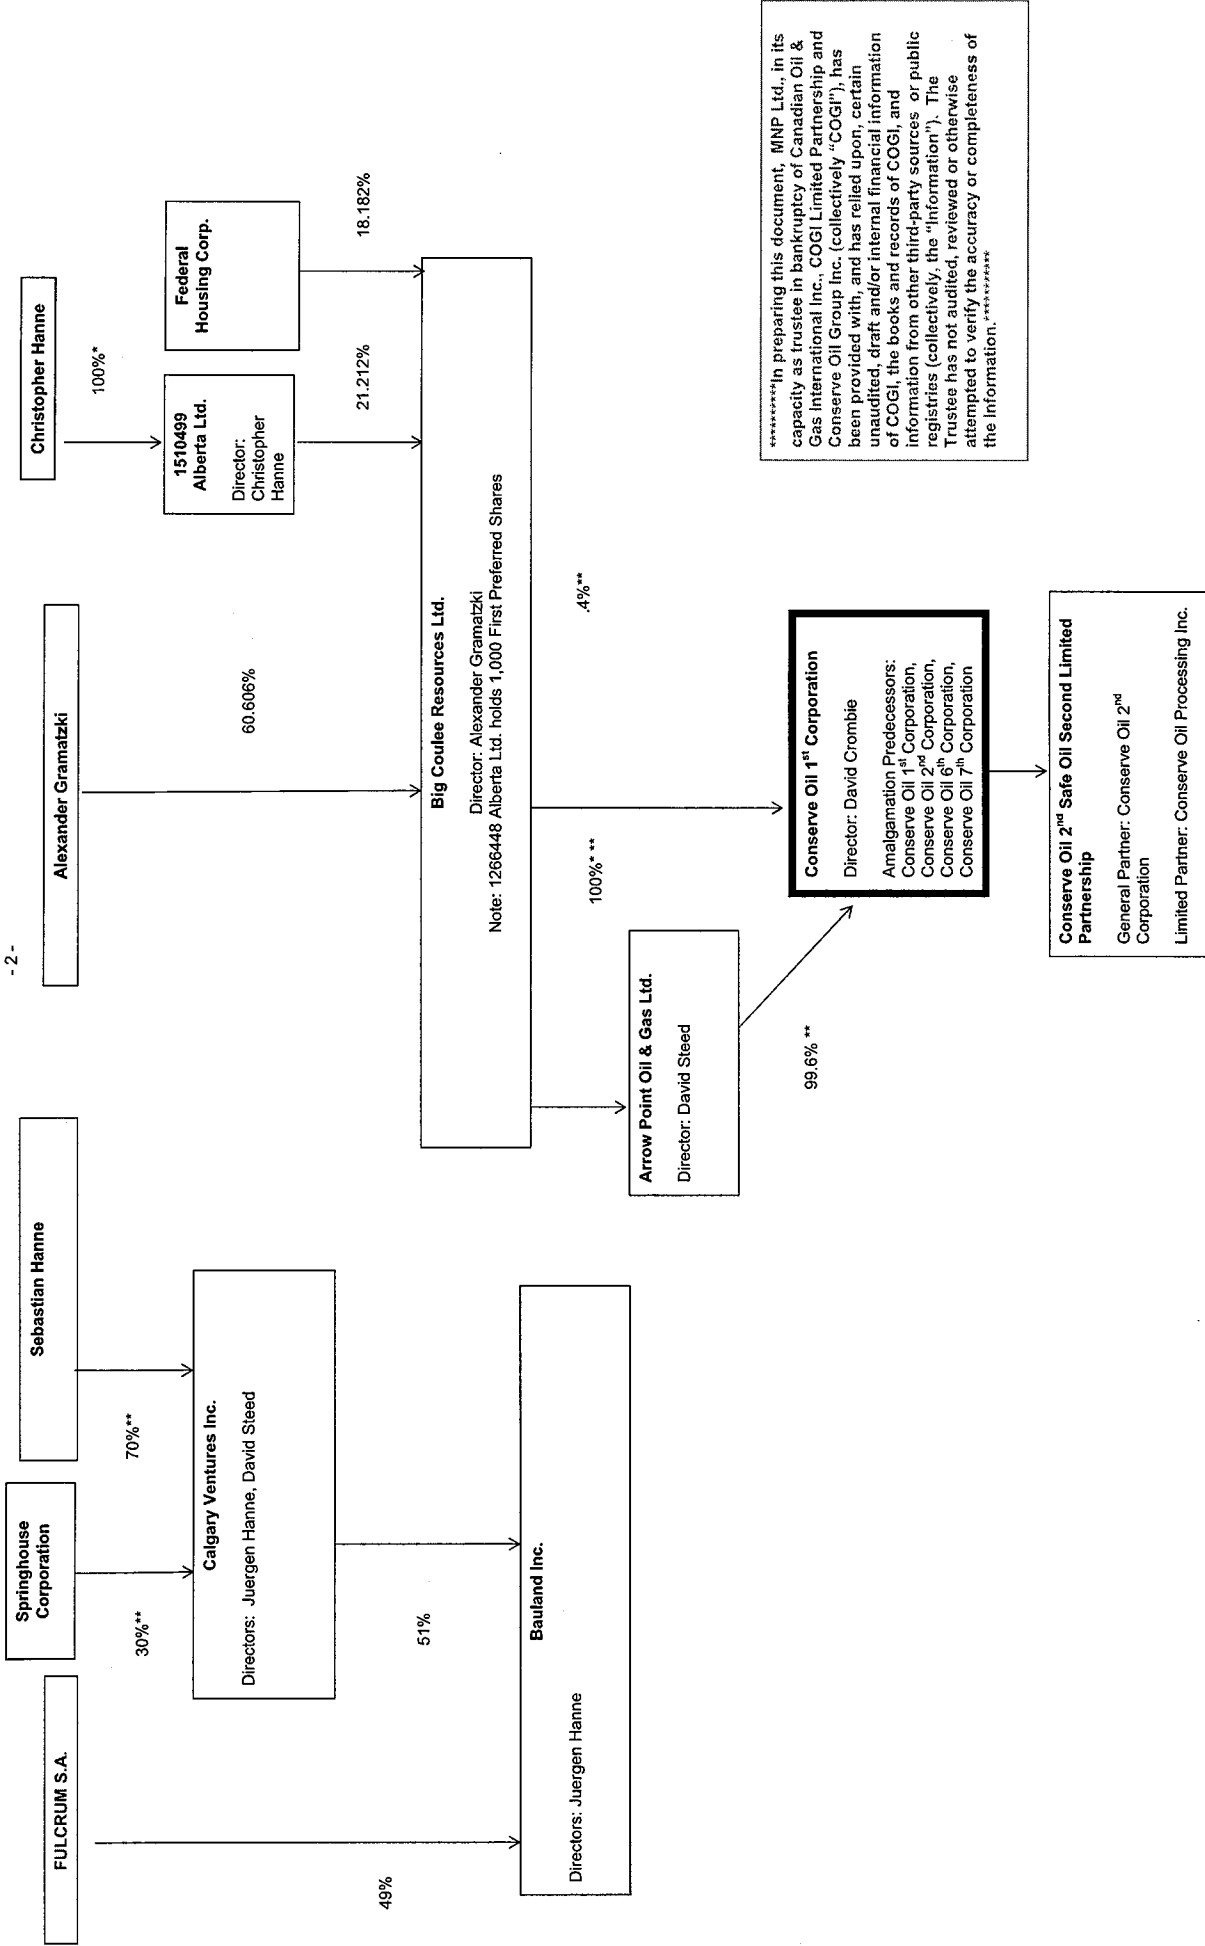 - 2 -
FULCRUM S.A.
49%
Springhouse
Corporation
30%**
Sebastian Hanne
70%**
Calgary Ventures Inc.
Directors: Juergen Hanne, David Steed
51%
Bauland Inc.
Directors: Juergen Hanne
Alexander Gramatzki
60.606%
Christopher Hanne
100%*
1510499
Alberta Ltd.
Director:
Christopher
Hanne
21.212%
Federal
Housing Corp.
18.182%
Big Coulee Resources Ltd.
Director: Alexander Gramatzki
Note: 1266448 Alberta Ltd. holds 1,000 First Preferred Shares
100%* **
.4%**
Arrow Point Oil & Gas Ltd.
Director: David Steed
99.6% **
Conserve Oil 1st Corporation
Director: David Crombie
Amalgamation Predecessors:
Conserve Oil 1st Corporation,
Conserve Oil 2nd Corporation,
Conserve Oil 6th Corporation,
Conserve Oil 7th Corporation
Conserve Oil 2nd Safe Oil Second Limited
Partnership
General Partner: Conserve Oil 2nd
Corporation
Limited Partner: Conserve Oil Processing Inc.
**********In preparing this document, MNP Ltd., in its
capacity as trustee in bankruptcy of Canadian Oil &
Gas International Inc., COGI Limited Partnership and
Conserve Oil Group Inc. (collectively “COGI”), has
been provided with, and has relied upon, certain
unaudited, draft and/or internal financial information
of COGI, the books and records of COGI, and
information from other third-party sources or public
registries (collectively, the “Information”). The
Trustee has not audited, reviewed or otherwise
attempted to verify the accuracy or completeness of
the Information.***********